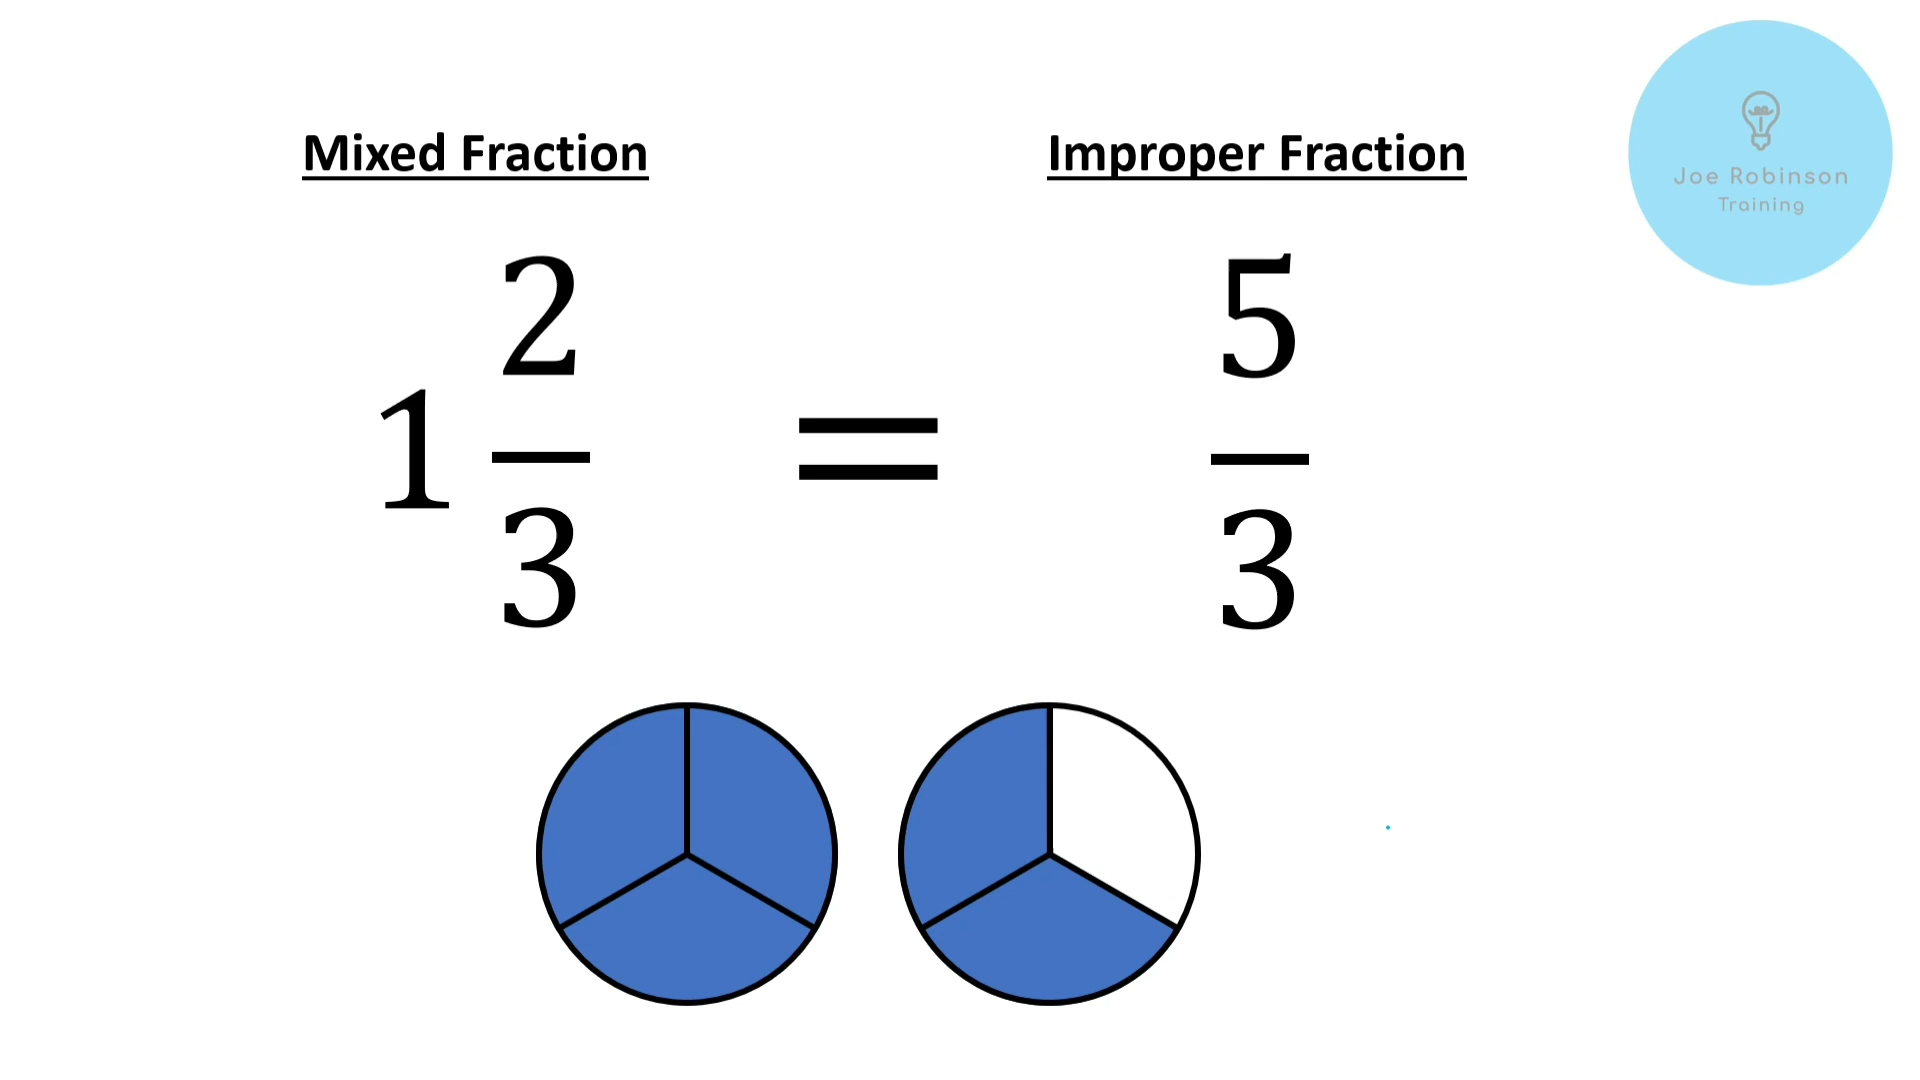 Mixed Fraction
Improper Fraction
Joe Robinson
Training
1 2/3 = 5/3